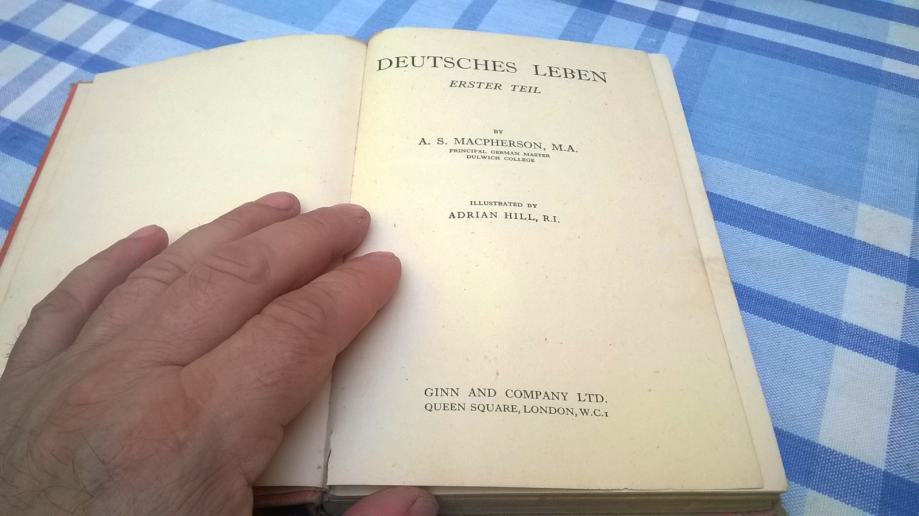 DEUTSCHES LEBEN
ERSTER TEIL
BY
A. S. MACPHERSON, M.A.
PRINCIPAL GERMAN MASTER
DULWICH COLLEGE
ILLUSTRATED BY
ADRIAN HILL, R.I.
GINN AND COMPANY LTD.
QUEEN SQUARE, LONDON, W.C.1